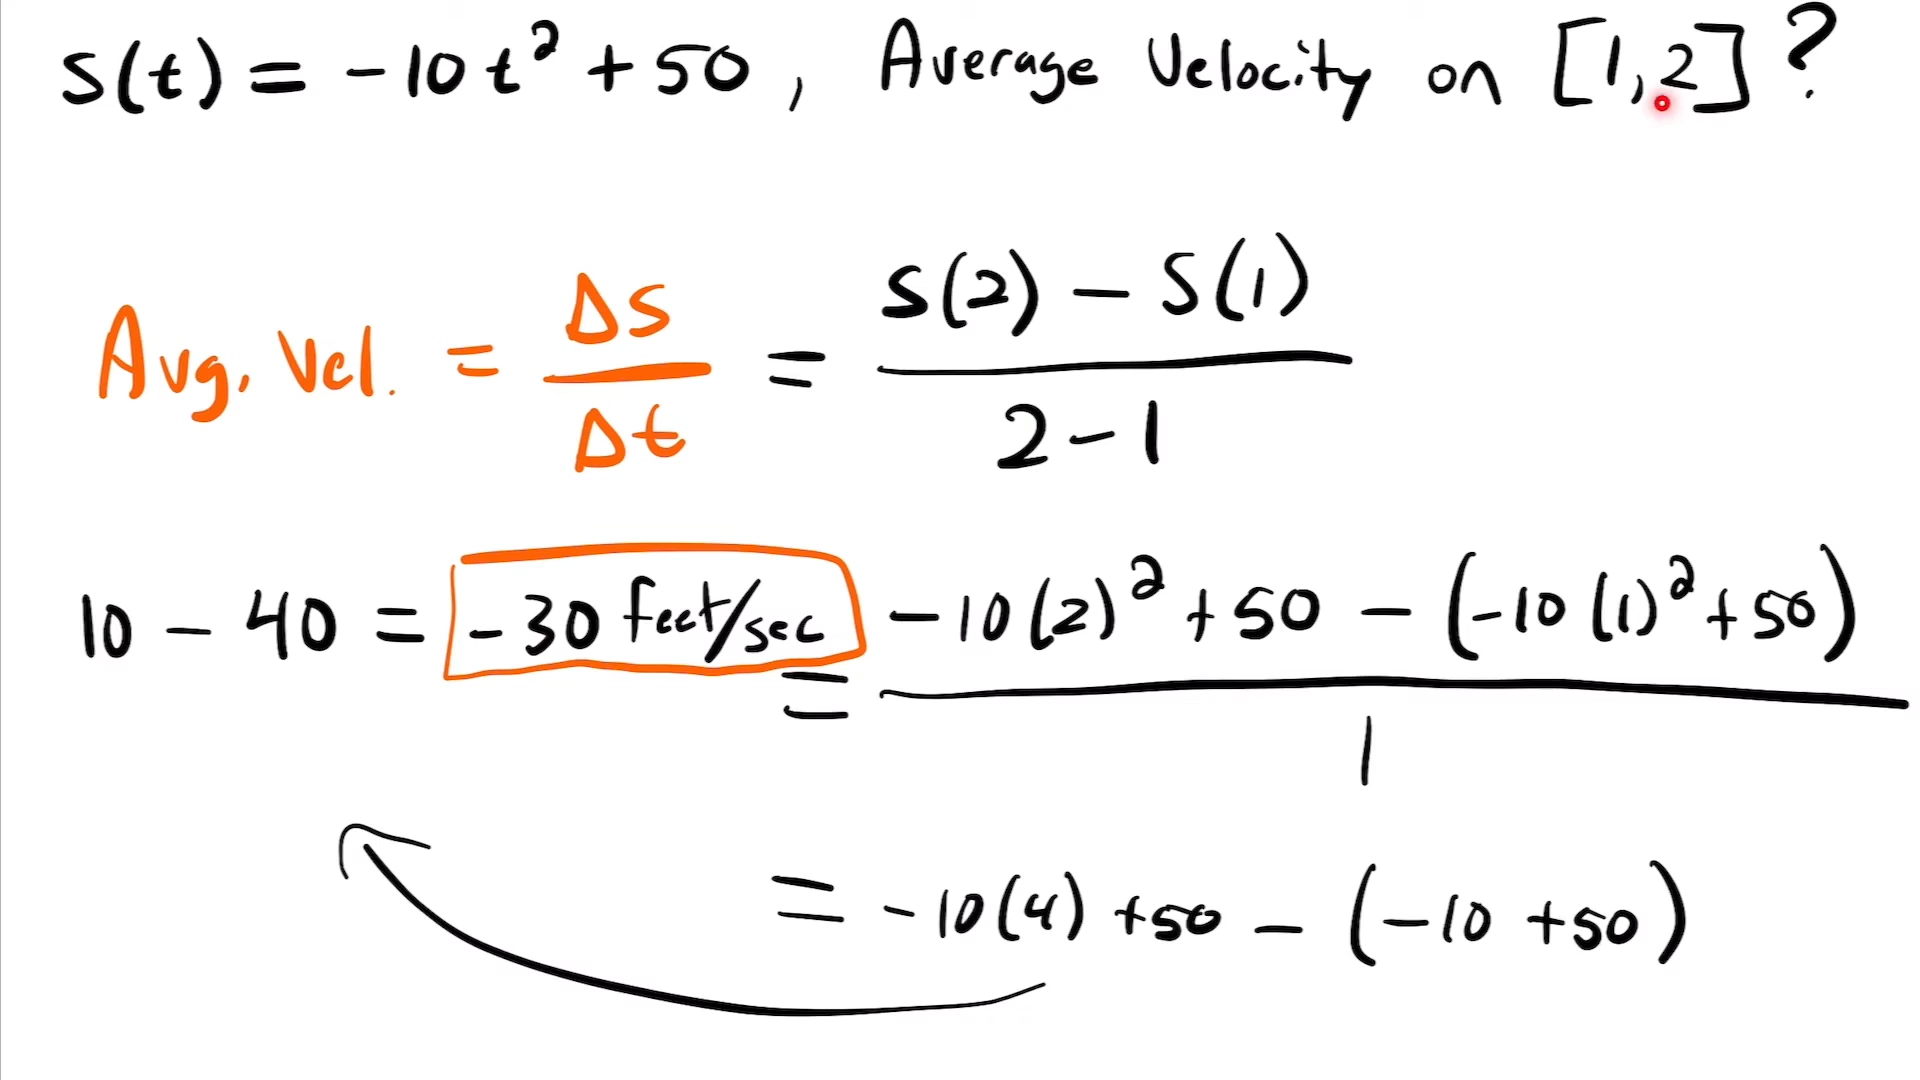 s(t) = -10t² + 50, Average Velocity on [1,2]?
Avg. Vel. = Δs/Δt = (s(2) - s(1))/(2-1)
= (-10(2)² + 50 - (-10(1)² + 50))/1
= -10(4) + 50 - (-10 + 50)
10 - 40 = -30 feet/sec